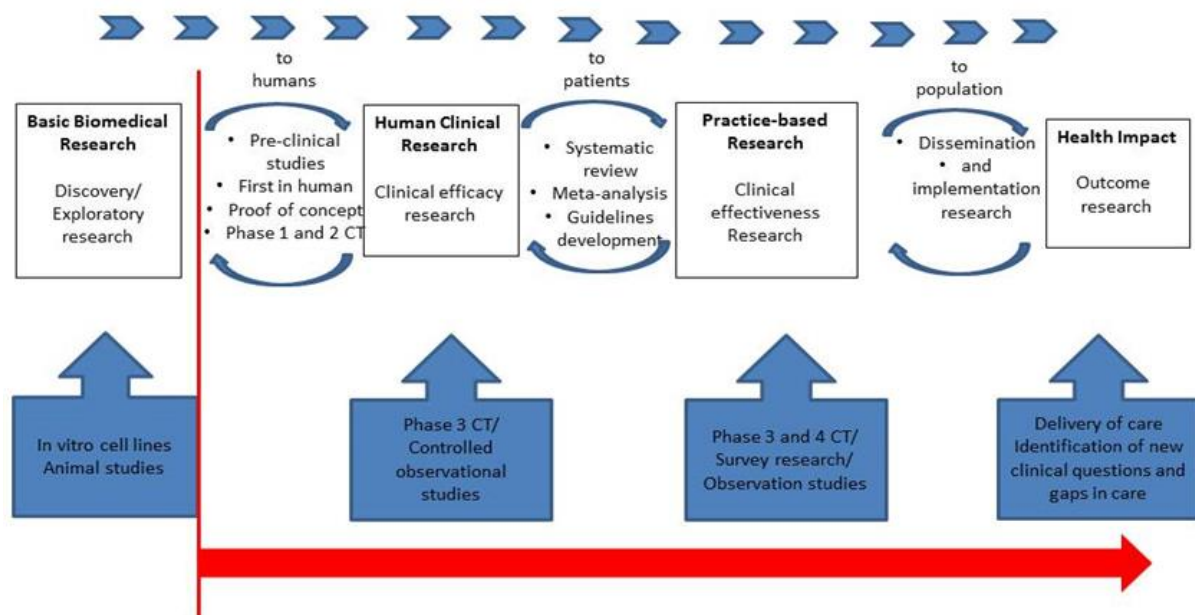 to
humans
to
patients
to
population
Basic Biomedical
Research
Discovery/
Exploratory
research
• Pre-clinical
studies
• First in human
• Proof of concept
• Phase 1 and 2 CT
Human Clinical
Research
Clinical efficacy
research
• Systematic
review
• Meta-analysis
• Guidelines
development
Practice-based
Research
Clinical
effectiveness
Research
• Dissemination
• and
implementation
research
Health Impact
Outcome
research
In vitro cell lines
Animal studies
Phase 3 CT/
Controlled
observational
studies
Phase 3 and 4 CT/
Survey research/
Observation studies
Delivery of care
Identification of new
clinical questions and
gaps in care